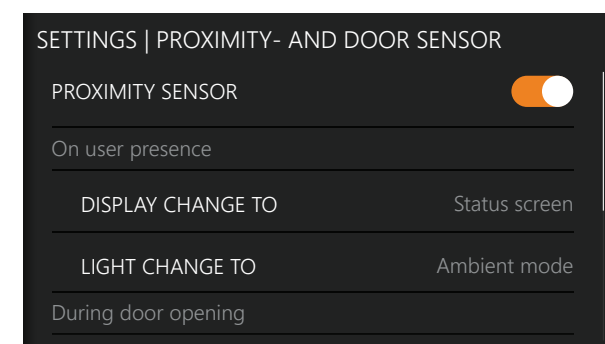 SETTINGS | PROXIMITY- AND DOOR SENSOR
PROXIMITY SENSOR
On user presence
DISPLAY CHANGE TO Status screen
LIGHT CHANGE TO Ambient mode
During door opening